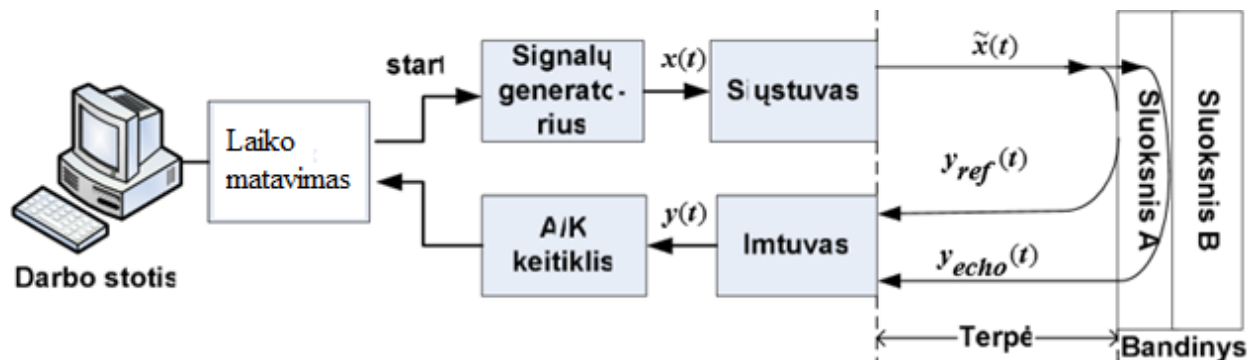 start
Signalų
generato-
rius
x(t)
Siųstuvas
x̃(t)
Laiko
matavimas
Darbo stotis
A/K
keitiklis
y(t)
Imtuvas
y_ref(t)
y_echo(t)
Terpė
Sluoksnis A
Sluoksnis B
Bandinys